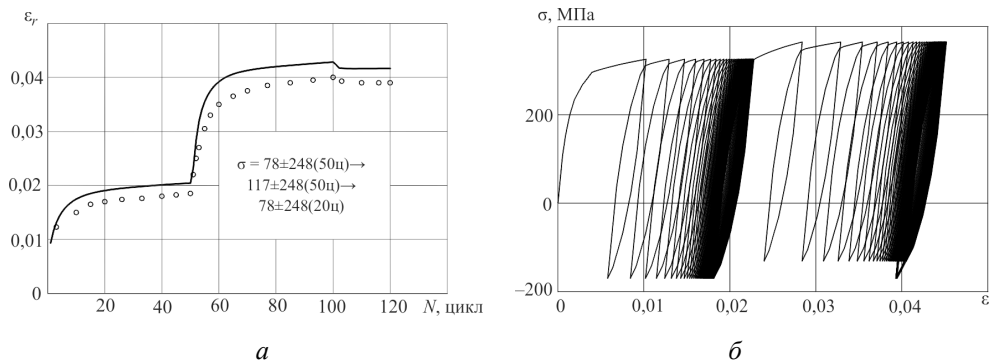 εr
0,04
0,03
0,02
0,01
0
20
40
60
80
100
120
N, цикл
σ = 78±248(50ц)→
117±248(50ц)→
78±248(20ц)
а
σ, МПа
200
0
–200
0
0,01
0,02
0,03
0,04
ε
б